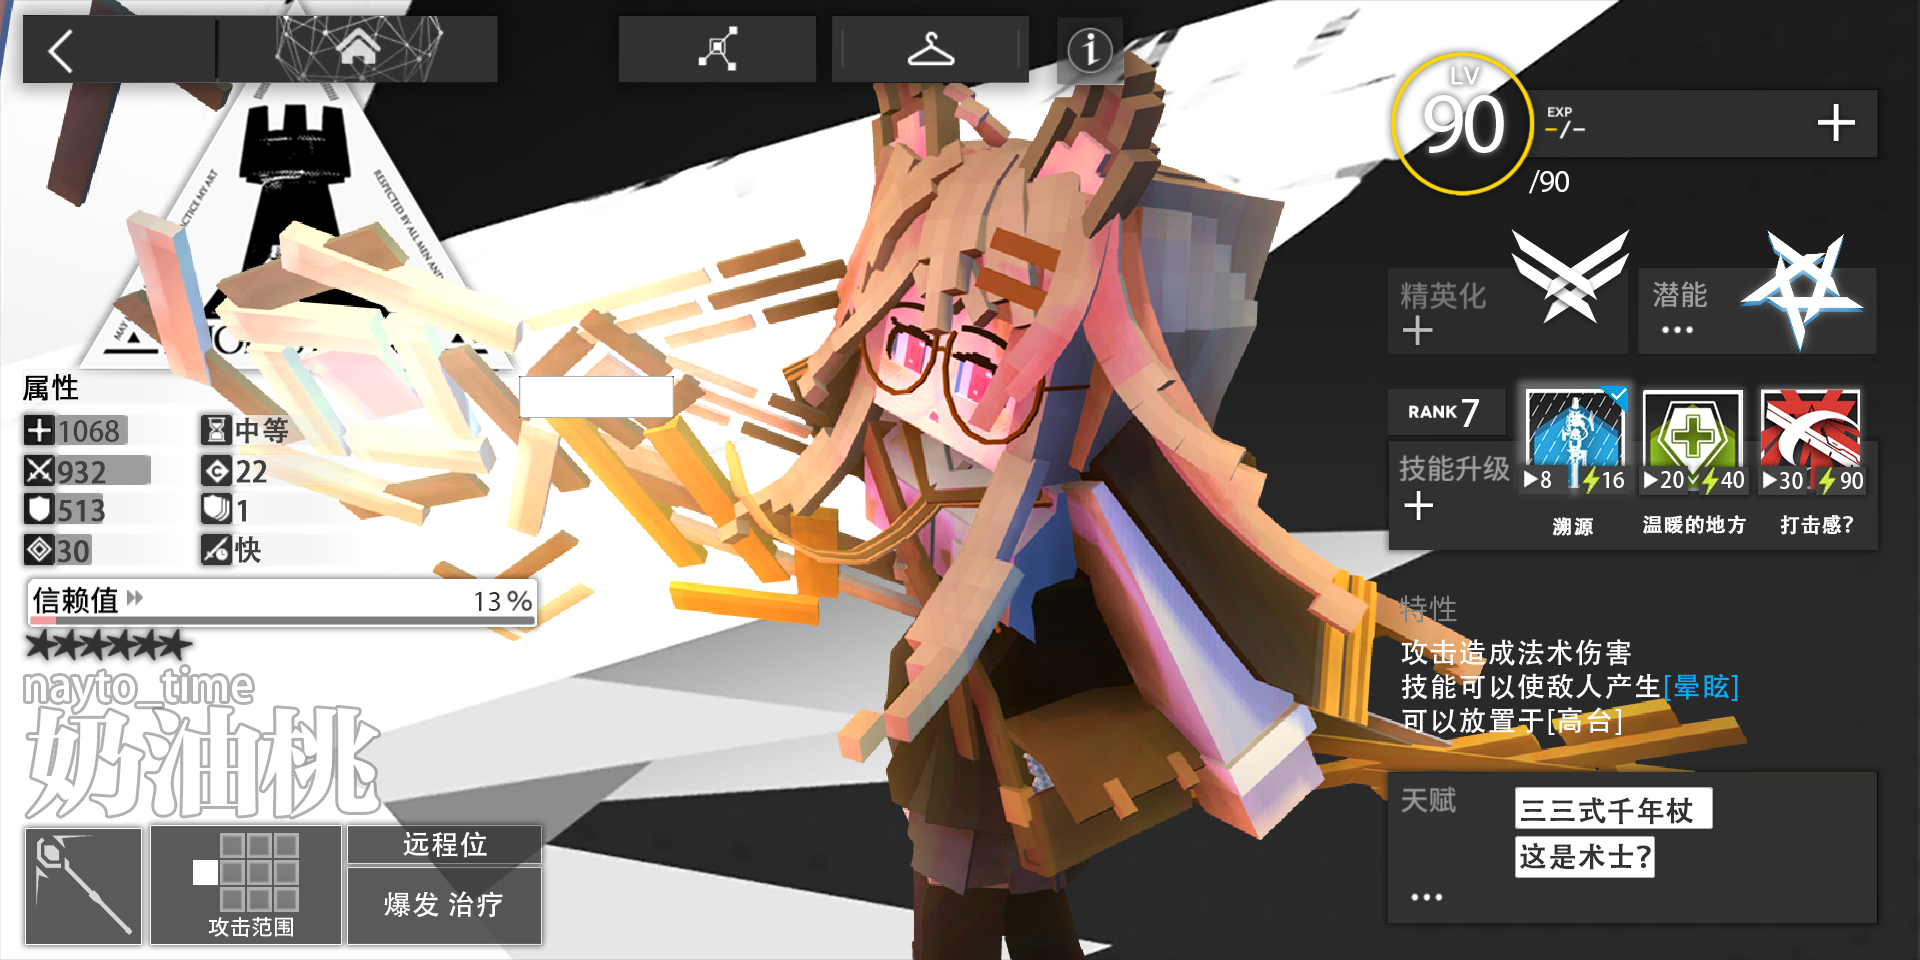 LV
90
EXP
-/-
/90
精英化
潜能
RANK 7
技能升级
8 16
20 40
30 90
溯源
温暖的地方
打击感?
特性
攻击造成法术伤害
技能可以使敌人产生[晕眩]
可以放置于[高台]
天赋
三三式千年杖
这是术士?
RESPECTED BY ALL MEN AND
属性
1068 中等
932 22
513 1
30 快
信赖值 13%
nayto_time
奶油桃
攻击范围
远程位
爆发 治疗